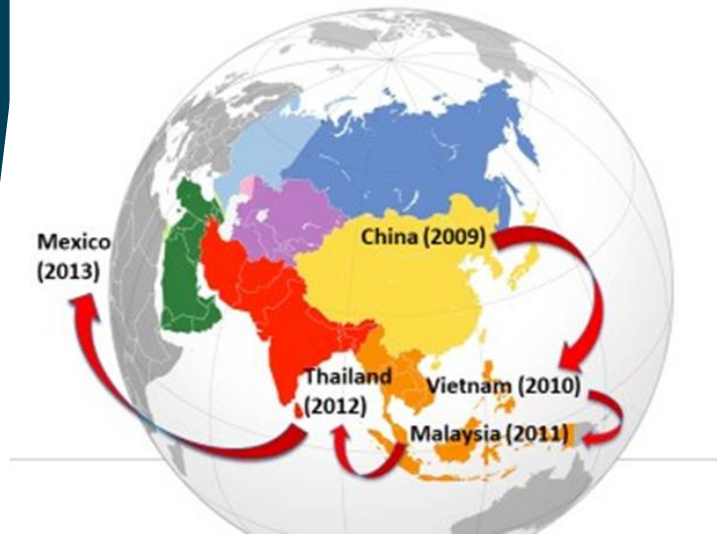 China (2009)
Mexico
(2013)
Thailand
(2012)
Vietnam (2010)
Malaysia (2011)